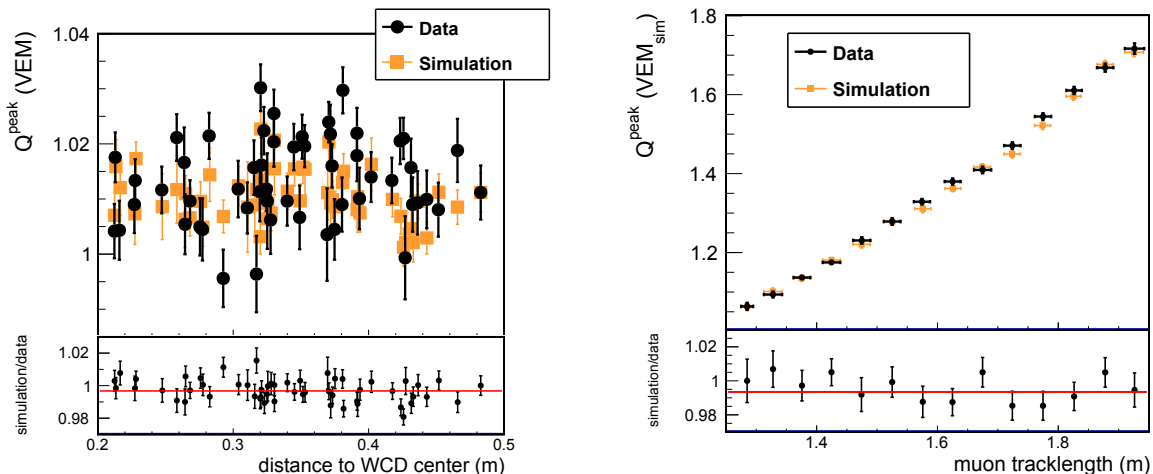 1.04
1.02
1
Q^peak (VEM)
Data
Simulation
1.02
1
0.98
simulation/data
0.2
0.3
0.4
0.5
distance to WCD center (m)
1.8
1.6
1.4
1.2
Q^peak (VEM_sim)
Data
Simulation
1.02
1
0.98
simulation/data
1.4
1.6
1.8
muon tracklength (m)